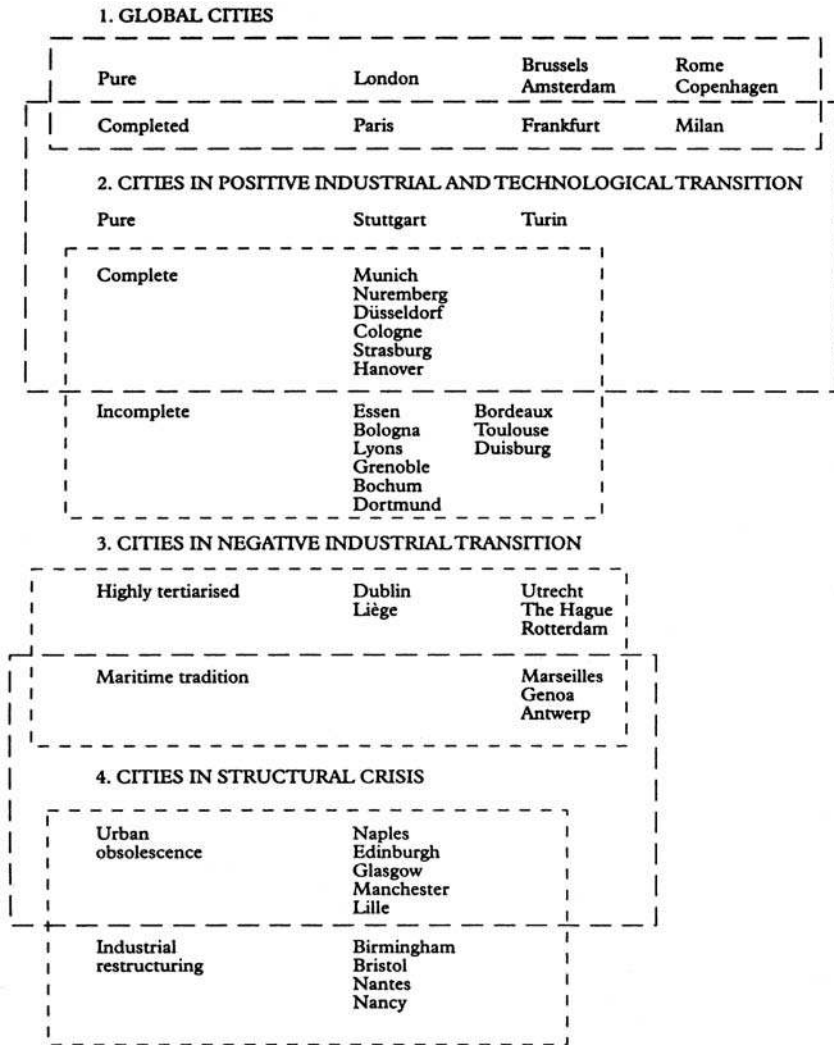 1. GLOBAL CITIES
Pure London Brussels Rome
Amsterdam Copenhagen
Completed Paris Frankfurt Milan
2. CITIES IN POSITIVE INDUSTRIAL AND TECHNOLOGICAL TRANSITION
Pure Stuttgart Turin
Complete Munich
Nuremberg
Düsseldorf
Cologne
Strasburg
Hanover
Incomplete Essen Bordeaux
Bologna Toulouse
Lyons Duisburg
Grenoble
Bochum
Dortmund
3. CITIES IN NEGATIVE INDUSTRIAL TRANSITION
Highly tertiarised Dublin Utrecht
Liège The Hague
Rotterdam
Maritime tradition Marseilles
Genoa
Antwerp
4. CITIES IN STRUCTURAL CRISIS
Urban Naples
obsolescence Edinburgh
Glasgow
Manchester
Lille
Industrial Birmingham
restructuring Bristol
Nantes
Nancy